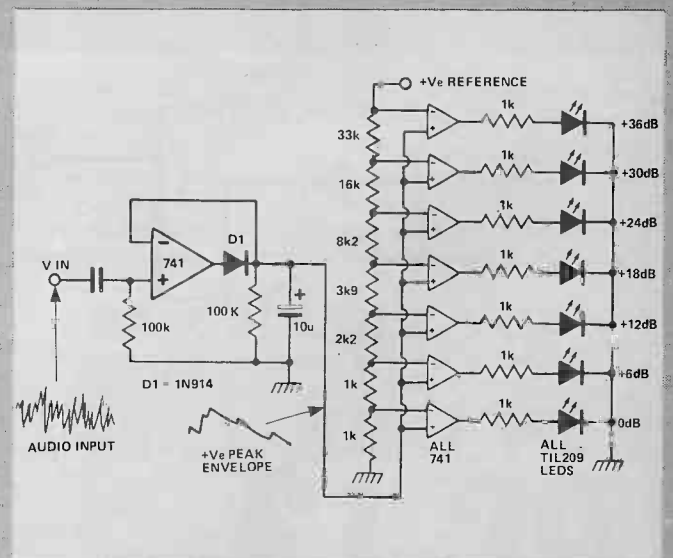 +Ve REFERENCE
1k
+36dB
33k
1k
+30dB
16k
1k
+24dB
8k2
1k
+18dB
3k9
1k
+12dB
2k2
1k
+6dB
1k
1k
0dB
1k
ALL
741
ALL
TIL209
LEDS
V IN
741
D1
100k
100 K
10u
+
D1 = 1N914
AUDIO INPUT
+Ve PEAK
ENVELOPE